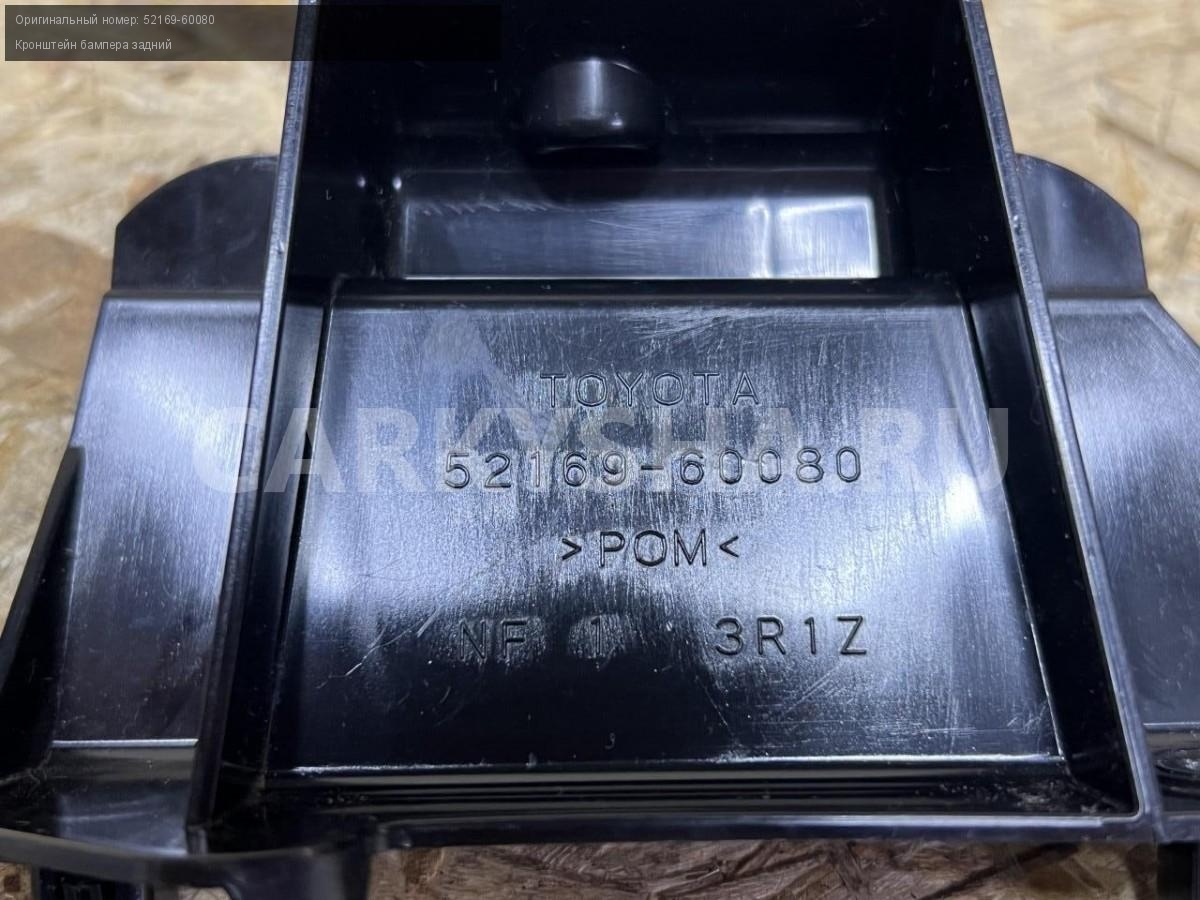 Оригинальный номер: 52169-60080
Кронштейн бампера задний
TOYOTA
CARKYSHA.RU
52169-60080
>POM<
NF 1 3R1Z